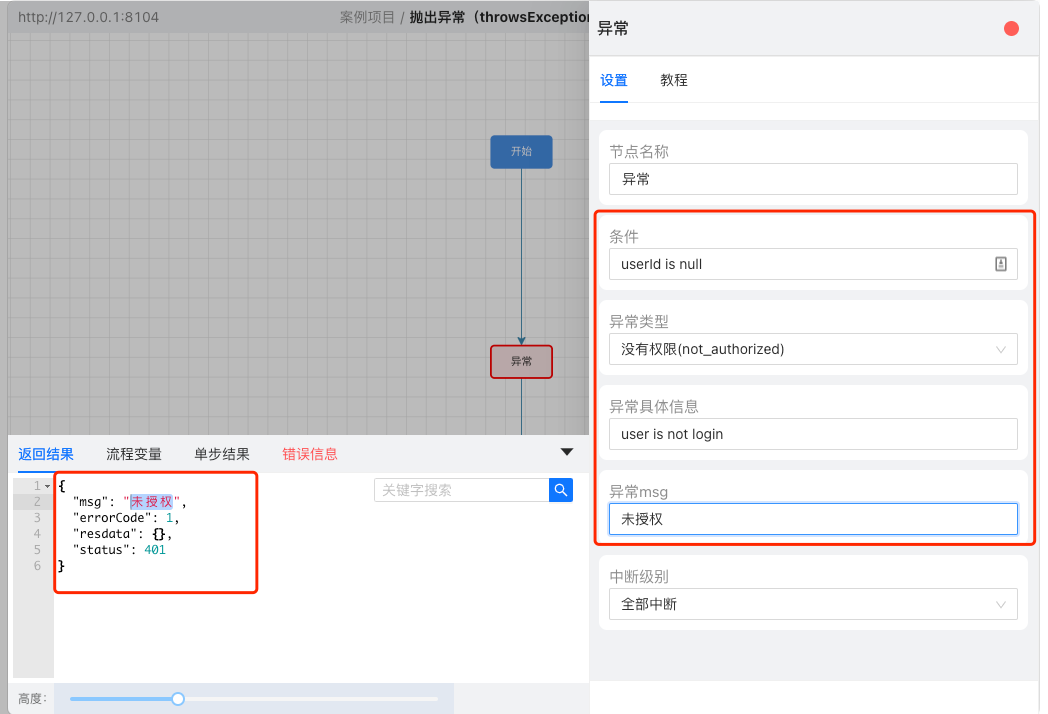 http://127.0.0.1:8104
案例项目 / 抛出异常（throwsException
开始
异常
返回结果
流程变量
单步结果
错误信息
关键字搜索
1
{
2
"msg": "未授权",
3
"errorCode": 1,
4
"resdata": {},
5
"status": 401
6
}
高度:
异常
设置
教程
节点名称
异常
条件
userId is null
异常类型
没有权限(not_authorized)
异常具体信息
user is not login
异常msg
未授权
中断级别
全部中断